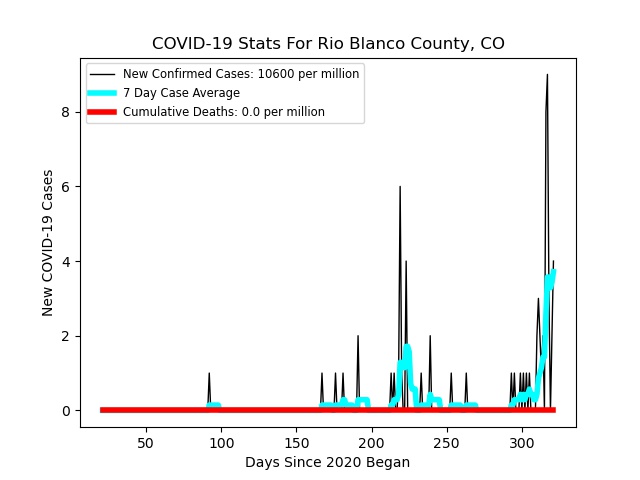 COVID-19 Stats For Rio Blanco County, CO
New Confirmed Cases: 10600 per million
7 Day Case Average
Cumulative Deaths: 0.0 per million
New COVID-19 Cases
8
6
4
2
0
50 100 150 200 250 300
Days Since 2020 Began